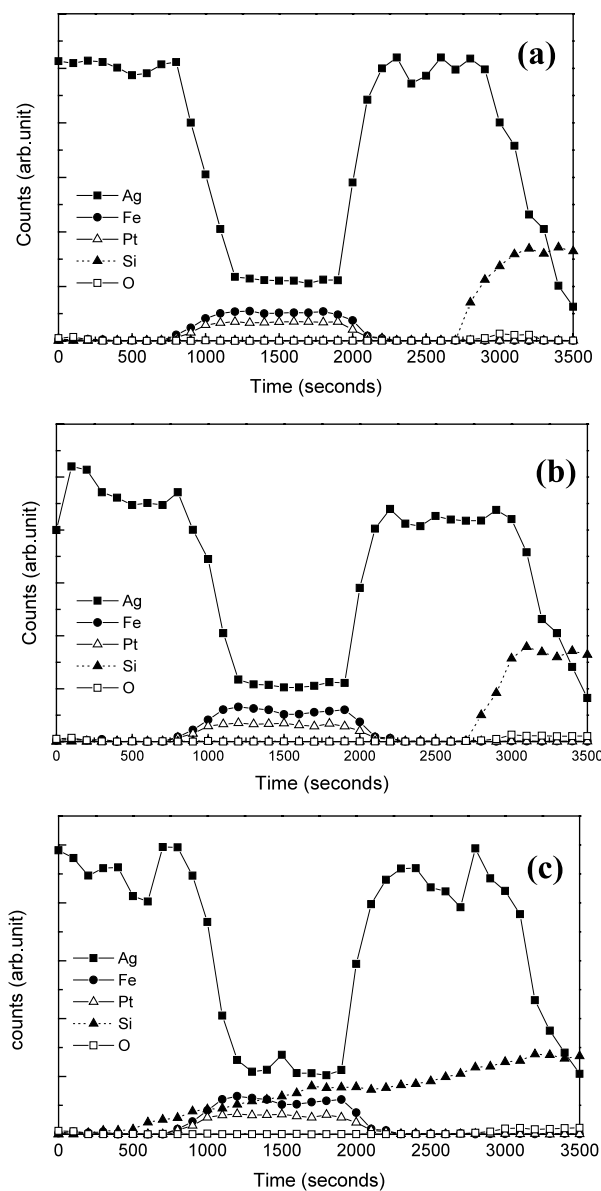 (a)
Counts (arb.unit)
Ag
Fe
Pt
Si
O
0 500 1000 1500 2000 2500 3000 3500
Time (seconds)
(b)
Counts (arb.unit)
Ag
Fe
Pt
Si
O
0 500 1000 1500 2000 2500 3000 3500
Time (seconds)
(c)
counts (arb.unit)
Ag
Fe
Pt
Si
O
0 500 1000 1500 2000 2500 3000 3500
Time (seconds)